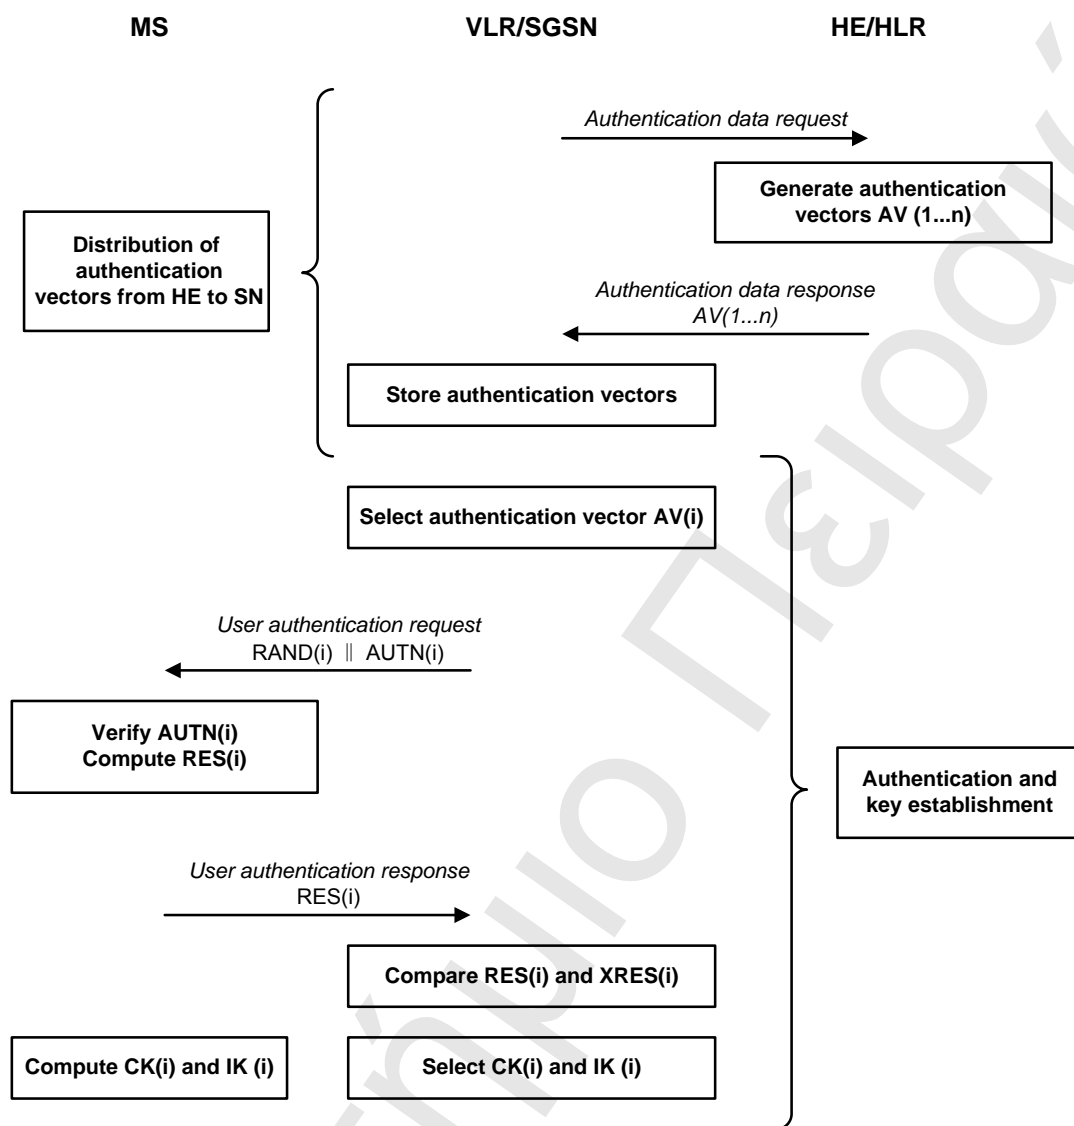 MS VLR/SGSN HE/HLR
Authentication data request
Generate authentication
vectors AV (1...n)
Distribution of
authentication
vectors from HE to SN
Authentication data response
AV(1...n)
Store authentication vectors
Select authentication vector AV(i)
User authentication request
RAND(i) || AUTN(i)
Verify AUTN(i)
Compute RES(i)
Authentication and
key establishment
User authentication response
RES(i)
Compare RES(i) and XRES(i)
Compute CK(i) and IK (i)
Select CK(i) and IK (i)
τήμιο Πειραιά